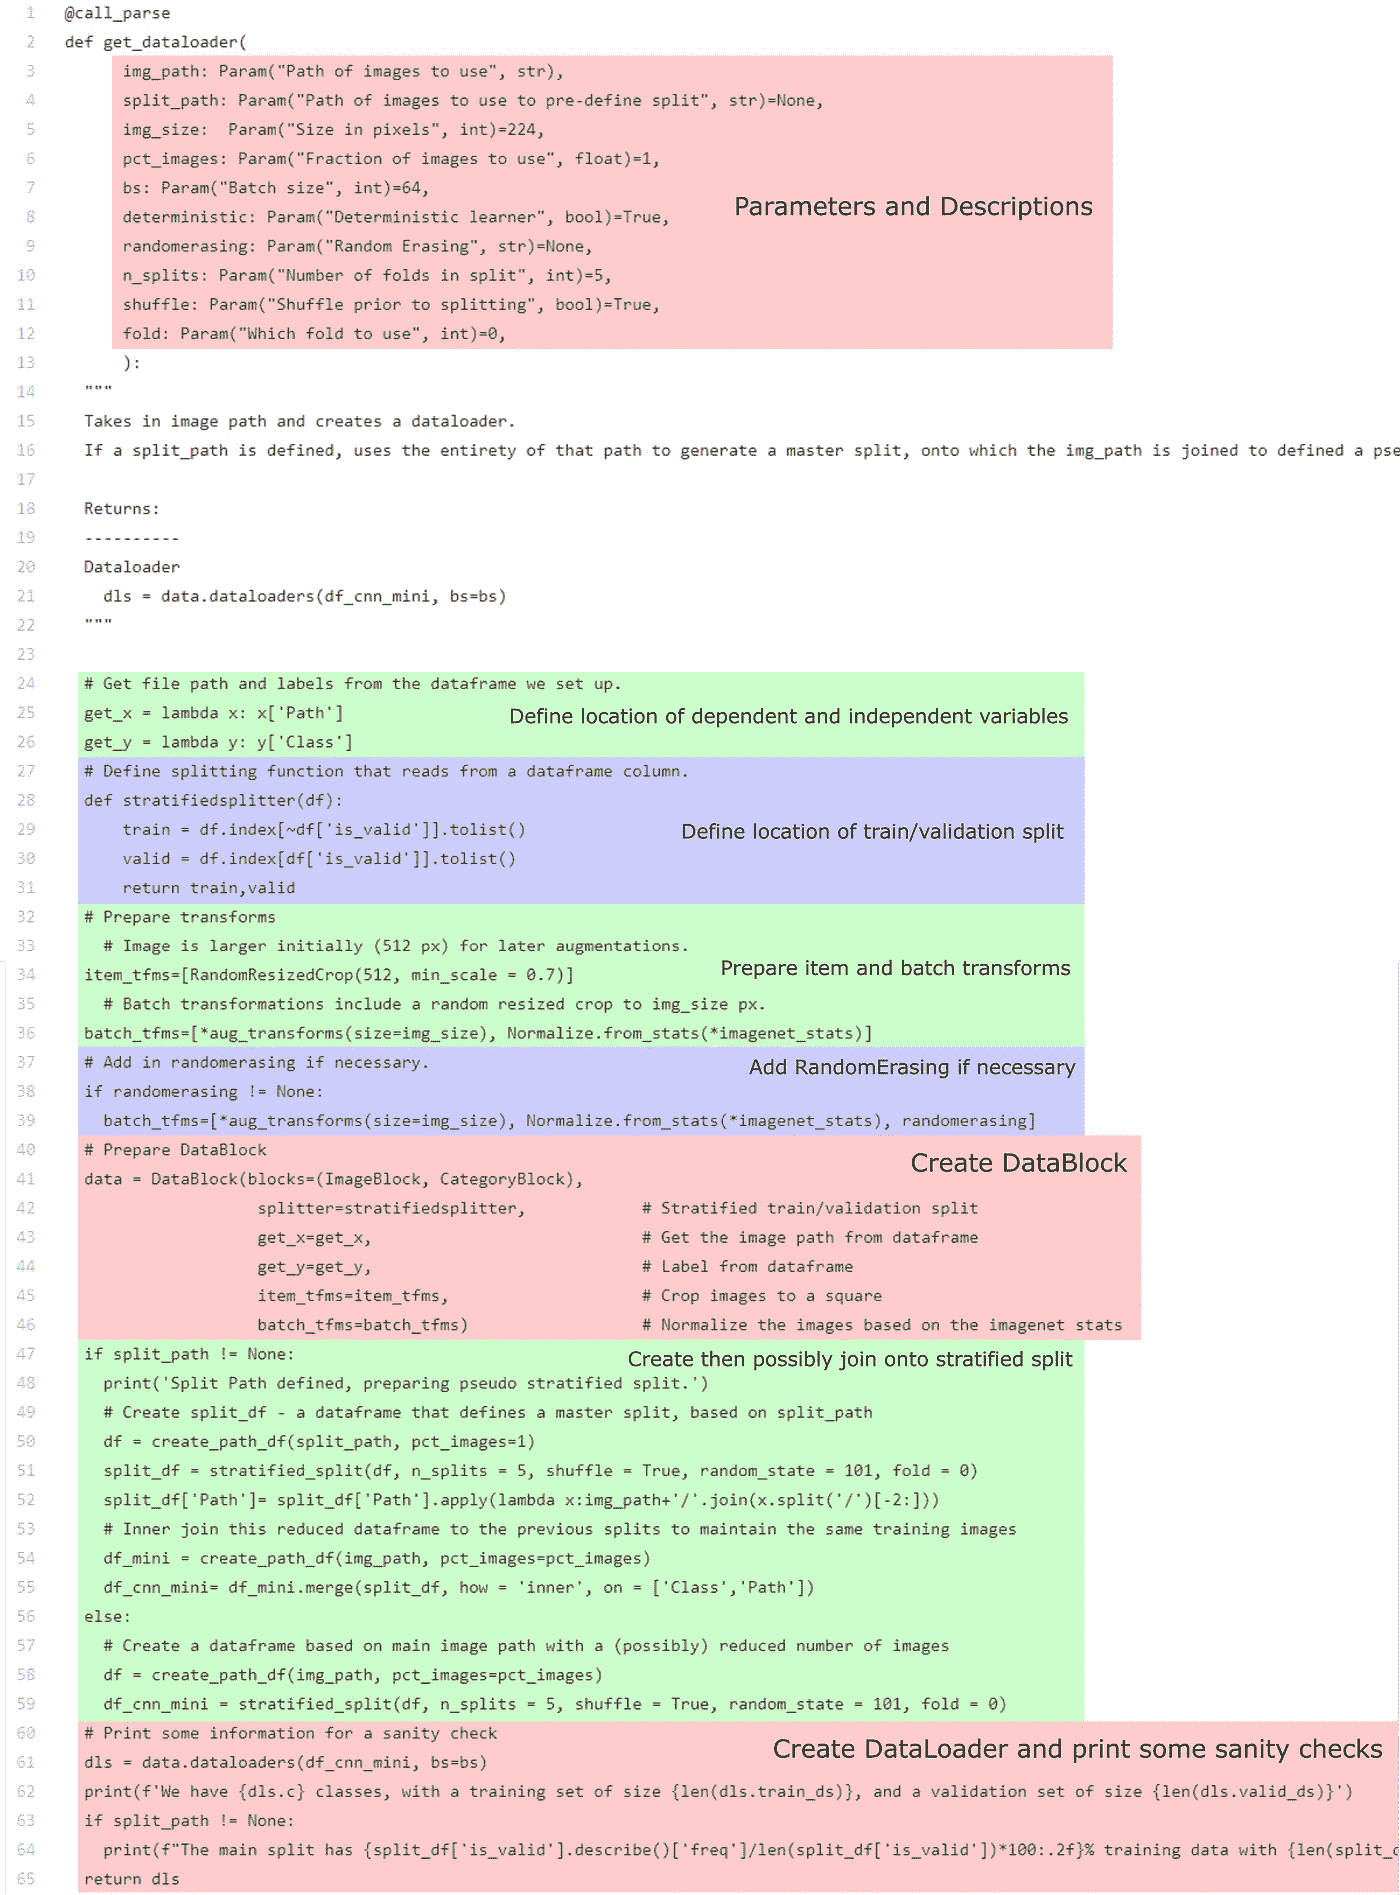 1 @call_parse
2 def get_dataloader(
3 img_path: Param("Path of images to use", str),
4 split_path: Param("Path of images to use to pre-define split", str)=None,
5 img_size:  Param("Size in pixels", int)=224,
6 pct_images: Param("Fraction of images to use", float)=1,
7 bs: Param("Batch size", int)=64,
Parameters and Descriptions
8 deterministic: Param("Deterministic learner", bool)=True,
9 randomerasing: Param("Random Erasing", str)=None,
10 n_splits: Param("Number of folds in split", int)=5,
11 shuffle: Param("Shuffle prior to splitting", bool)=True,
12 fold: Param("Which fold to use", int)=0,
13 ):
14 """
15 Takes in image path and creates a dataloader.
16 If a split_path is defined, uses the entirety of that path to generate a master split, onto which the img_path is joined to defined a pse
17
18 Returns:
19 ----------
20 Dataloader
21 dls = data.dataloaders(df_cnn_mini, bs=bs)
22 """
23
24 # Get file path and labels from the dataframe we set up.
25 get_x = lambda x: x['Path'] Define location of dependent and independent variables
26 get_y = lambda y: y['Class']
27 # Define splitting function that reads from a dataframe column.
28 def stratifiedsplitter(df):
29 train = df.index[~df['is_valid']].tolist() Define location of train/validation split
30 valid = df.index[df['is_valid']].tolist()
31 return train,valid
32 # Prepare transforms
33 # Image is larger initially (512 px) for later augmentations.
34 item_tfms=[RandomResizedCrop(512, min_scale = 0.7)] Prepare item and batch transforms
35 # Batch transformations include a random resized crop to img_size px.
36 batch_tfms=[*aug_transforms(size=img_size), Normalize.from_stats(*imagenet_stats)]
37 # Add in randomerasing if necessary. Add RandomErasing if necessary
38 if randomerasing != None:
39 batch_tfms=[*aug_transforms(size=img_size), Normalize.from_stats(*imagenet_stats), randomerasing]
40 # Prepare DataBlock Create DataBlock
41 data = DataBlock(blocks=(ImageBlock, CategoryBlock),
42 splitter=stratifiedsplitter, # Stratified train/validation split
43 get_x=get_x, # Get the image path from dataframe
44 get_y=get_y, # Label from dataframe
45 item_tfms=item_tfms, # Crop images to a square
46 batch_tfms=batch_tfms) # Normalize the images based on the imagenet stats
47 if split_path != None: Create then possibly join onto stratified split
48 print('Split Path defined, preparing pseudo stratified split.')
49 # Create split_df - a dataframe that defines a master split, based on split_path
50 df = create_path_df(split_path, pct_images=1)
51 split_df = stratified_split(df, n_splits = 5, shuffle = True, random_state = 101, fold = 0)
52 split_df['Path']= split_df['Path'].apply(lambda x:img_path+'/'.join(x.split('/')[-2:]))
53 # Inner join this reduced dataframe to the previous splits to maintain the same training images
54 df_mini = create_path_df(img_path, pct_images=pct_images)
55 df_cnn_mini= df_mini.merge(split_df, how = 'inner', on = ['Class','Path'])
56 else:
57 # Create a dataframe based on main image path with a (possibly) reduced number of images
58 df = create_path_df(img_path, pct_images=pct_images)
59 df_cnn_mini = stratified_split(df, n_splits = 5, shuffle = True, random_state = 101, fold = 0)
60 # Print some information for a sanity check
61 dls = data.dataloaders(df_cnn_mini, bs=bs) Create DataLoader and print some sanity checks
62 print(f'We have {dls.c} classes, with a training set of size {len(dls.train_ds)}, and a validation set of size {len(dls.valid_ds)}')
63 if split_path != None:
64 print(f"The main split has {split_df['is_valid'].describe()['freq']/len(split_df['is_valid'])*100:.2f}% training data with {len(split_
65 return dls